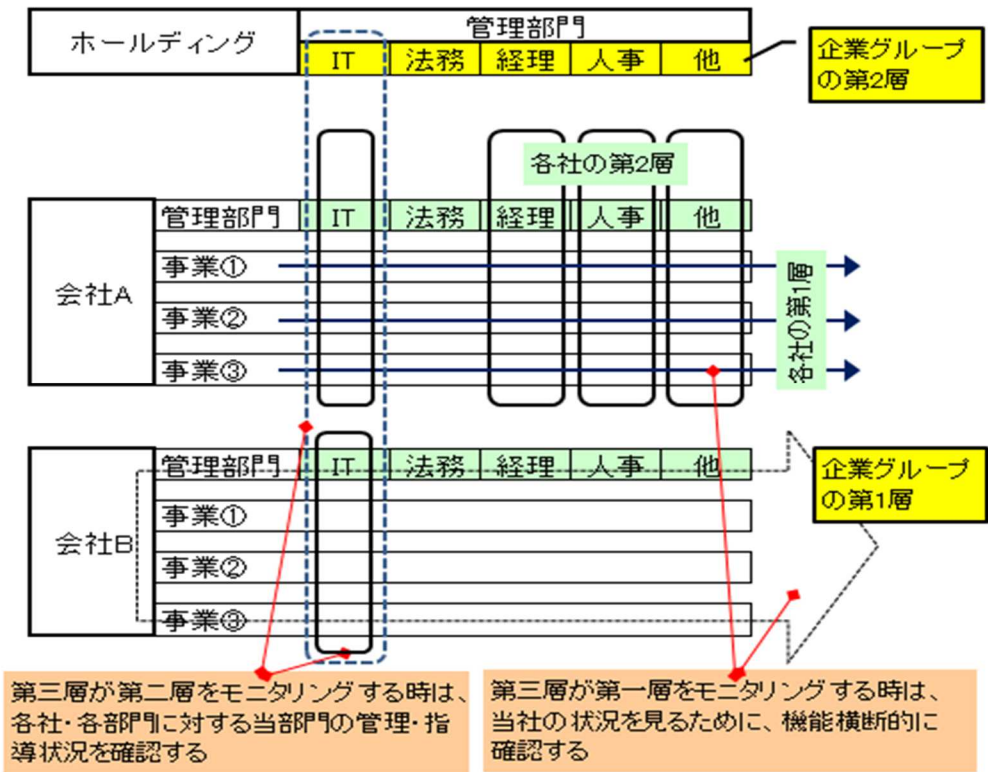 ホールディング
管理部門
IT 法務 経理 人事 他
企業グループ
の第2層
各社の第2層
会社A
管理部門 IT 法務 経理 人事 他
事業①
事業②
事業③
各社の第1層
会社B
管理部門 IT 法務 経理 人事 他
事業①
事業②
事業③
企業グループ
の第1層
第三層が第二層をモニタリングする時は、
各社・各部門に対する当部門の管理・指
導状況を確認する
第三層が第一層をモニタリングする時は、
当社の状況を見るために、機能横断的に
確認する